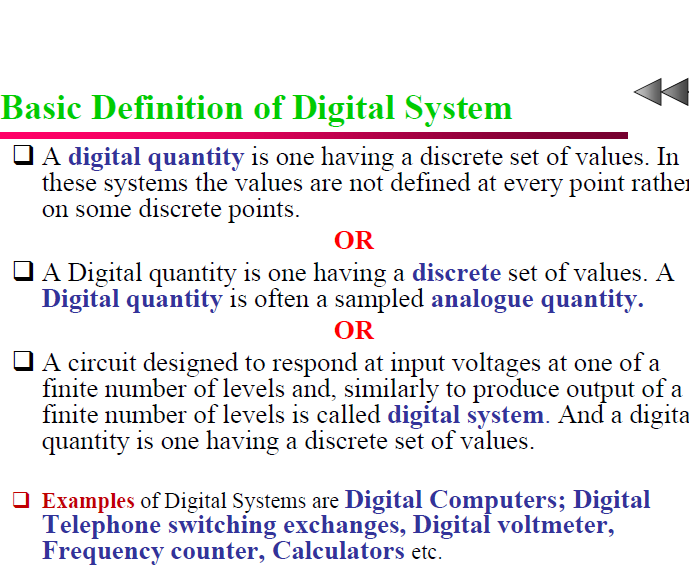 Basic Definition of Digital System
A digital quantity is one having a discrete set of values. In
these systems the values are not defined at every point rather
on some discrete points.
OR
A Digital quantity is one having a discrete set of values. A
Digital quantity is often a sampled analogue quantity.
OR
A circuit designed to respond at input voltages at one of a
finite number of levels and, similarly to produce output of a
finite number of levels is called digital system. And a digita
quantity is one having a discrete set of values.
Examples of Digital Systems are Digital Computers; Digital
Telephone switching exchanges, Digital voltmeter,
Frequency counter, Calculators etc.